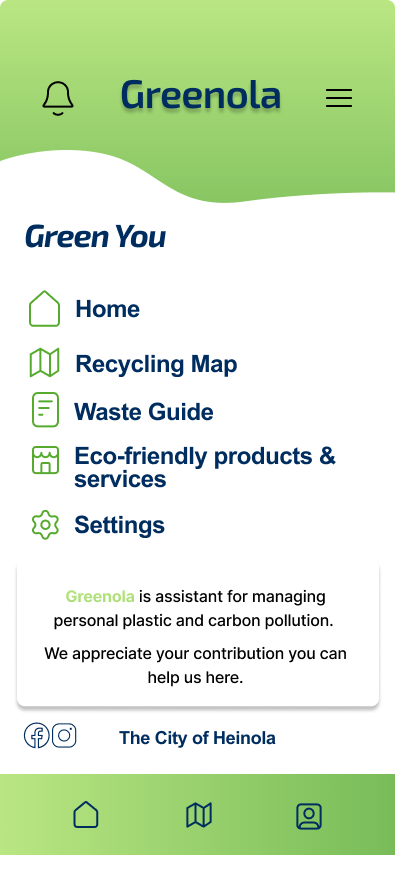 Greenola
Green You
Home
Recycling Map
Waste Guide
Eco-friendly products &
services
Settings
Greenola is assistant for managing
personal plastic and carbon pollution.
We appreciate your contribution you can
help us here.
The City of Heinola